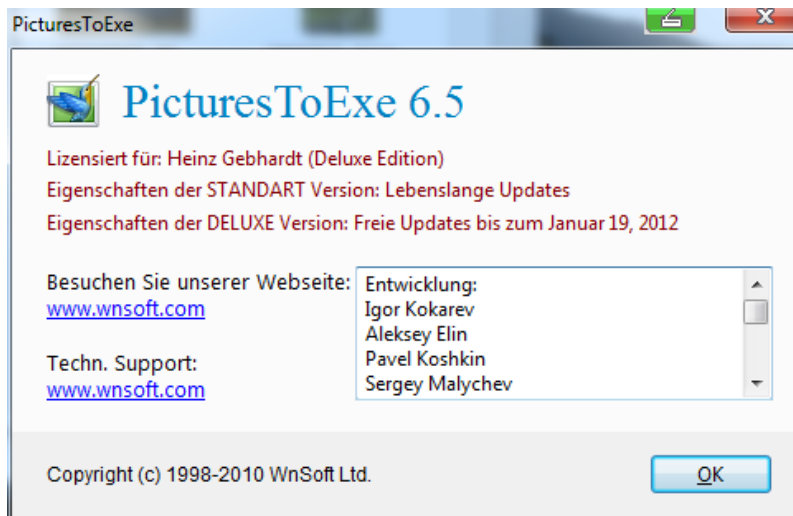 PicturesToExe
PicturesToExe 6.5
Lizensiert für: Heinz Gebhardt (Deluxe Edition)
Eigenschaften der STANDART Version: Lebenslange Updates
Eigenschaften der DELUXE Version: Freie Updates bis zum Januar 19, 2012
Besuchen Sie unserer Webseite:
www.wnsoft.com
Techn. Support:
www.wnsoft.com
Entwicklung:
Igor Kokarev
Aleksey Elin
Pavel Koshkin
Sergey Malychev
Copyright (c) 1998-2010 WnSoft Ltd.
OK